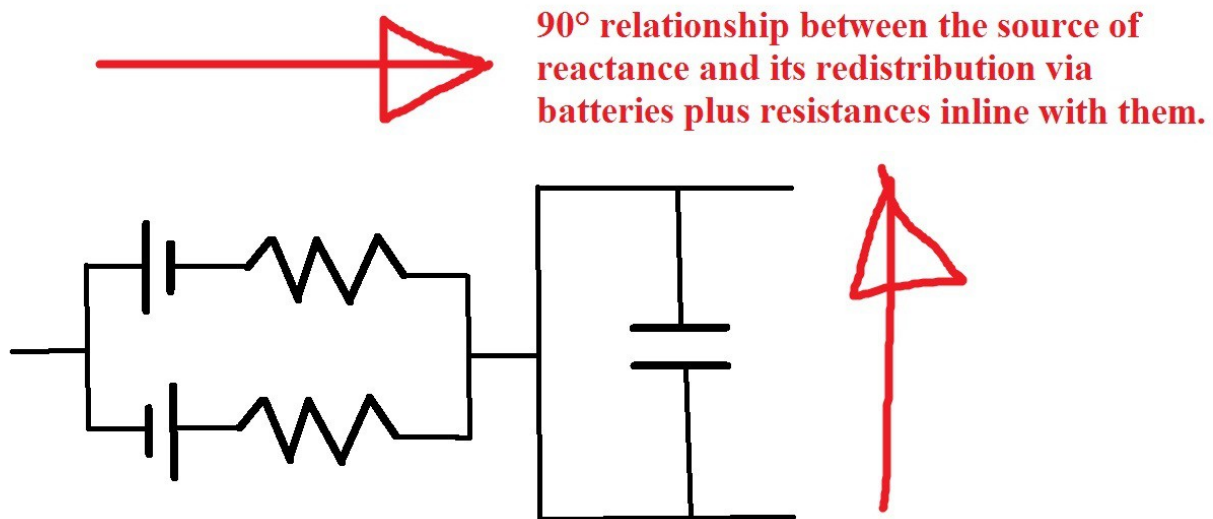 90° relationship between the source of
reactance and its redistribution via
batteries plus resistances inline with them.